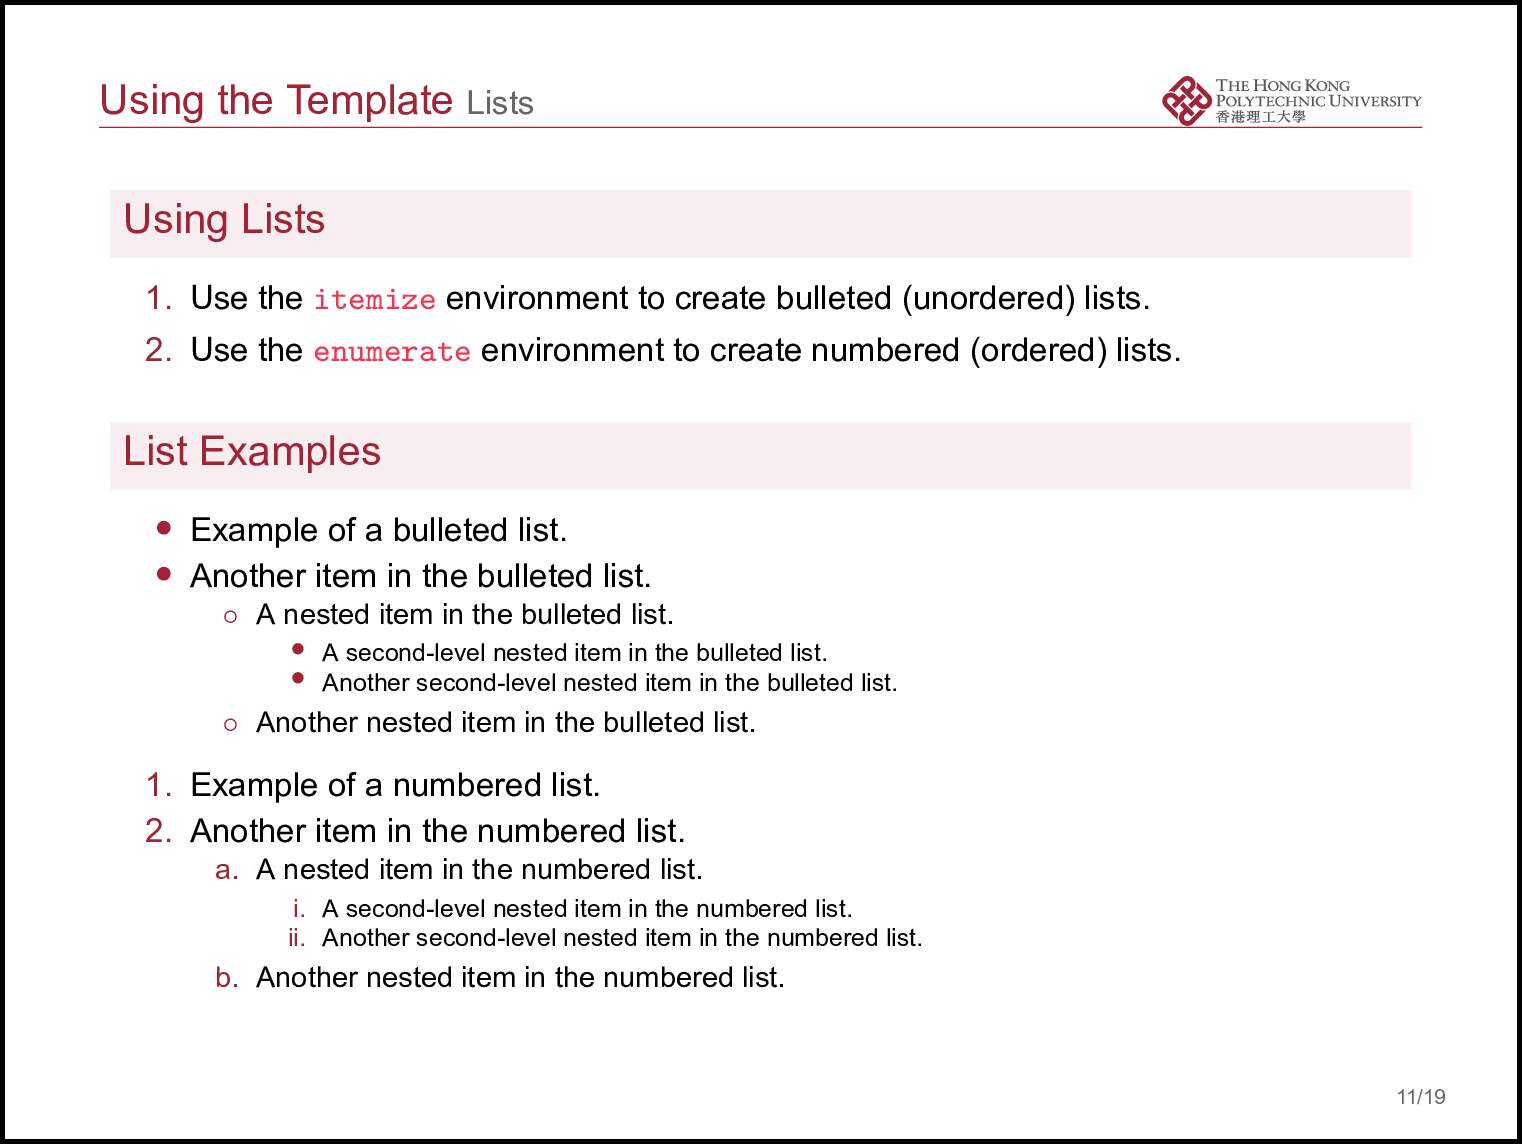 Using the Template Lists
THE HONG KONG
POLYTECHNIC UNIVERSITY
香港理工大學
Using Lists
1. Use the itemize environment to create bulleted (unordered) lists.
2. Use the enumerate environment to create numbered (ordered) lists.
List Examples
• Example of a bulleted list.
• Another item in the bulleted list.
○ A nested item in the bulleted list.
• A second-level nested item in the bulleted list.
• Another second-level nested item in the bulleted list.
○ Another nested item in the bulleted list.
1. Example of a numbered list.
2. Another item in the numbered list.
a. A nested item in the numbered list.
i. A second-level nested item in the numbered list.
ii. Another second-level nested item in the numbered list.
b. Another nested item in the numbered list.
11/19